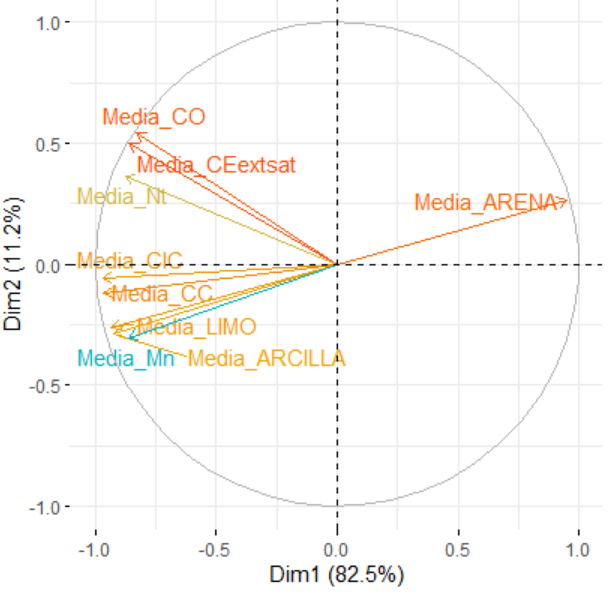 1.0
Media_CO
0.5
Media_CEextsat
Media_Nt
Media_ARENA
Media_CIC
0.0
Media_CC
Media_LIMO
Media_Mn
Media_ARCILLA
-0.5
-1.0
Dim2 (11.2%)
-1.0 -0.5 0.0 0.5 1.0
Dim1 (82.5%)